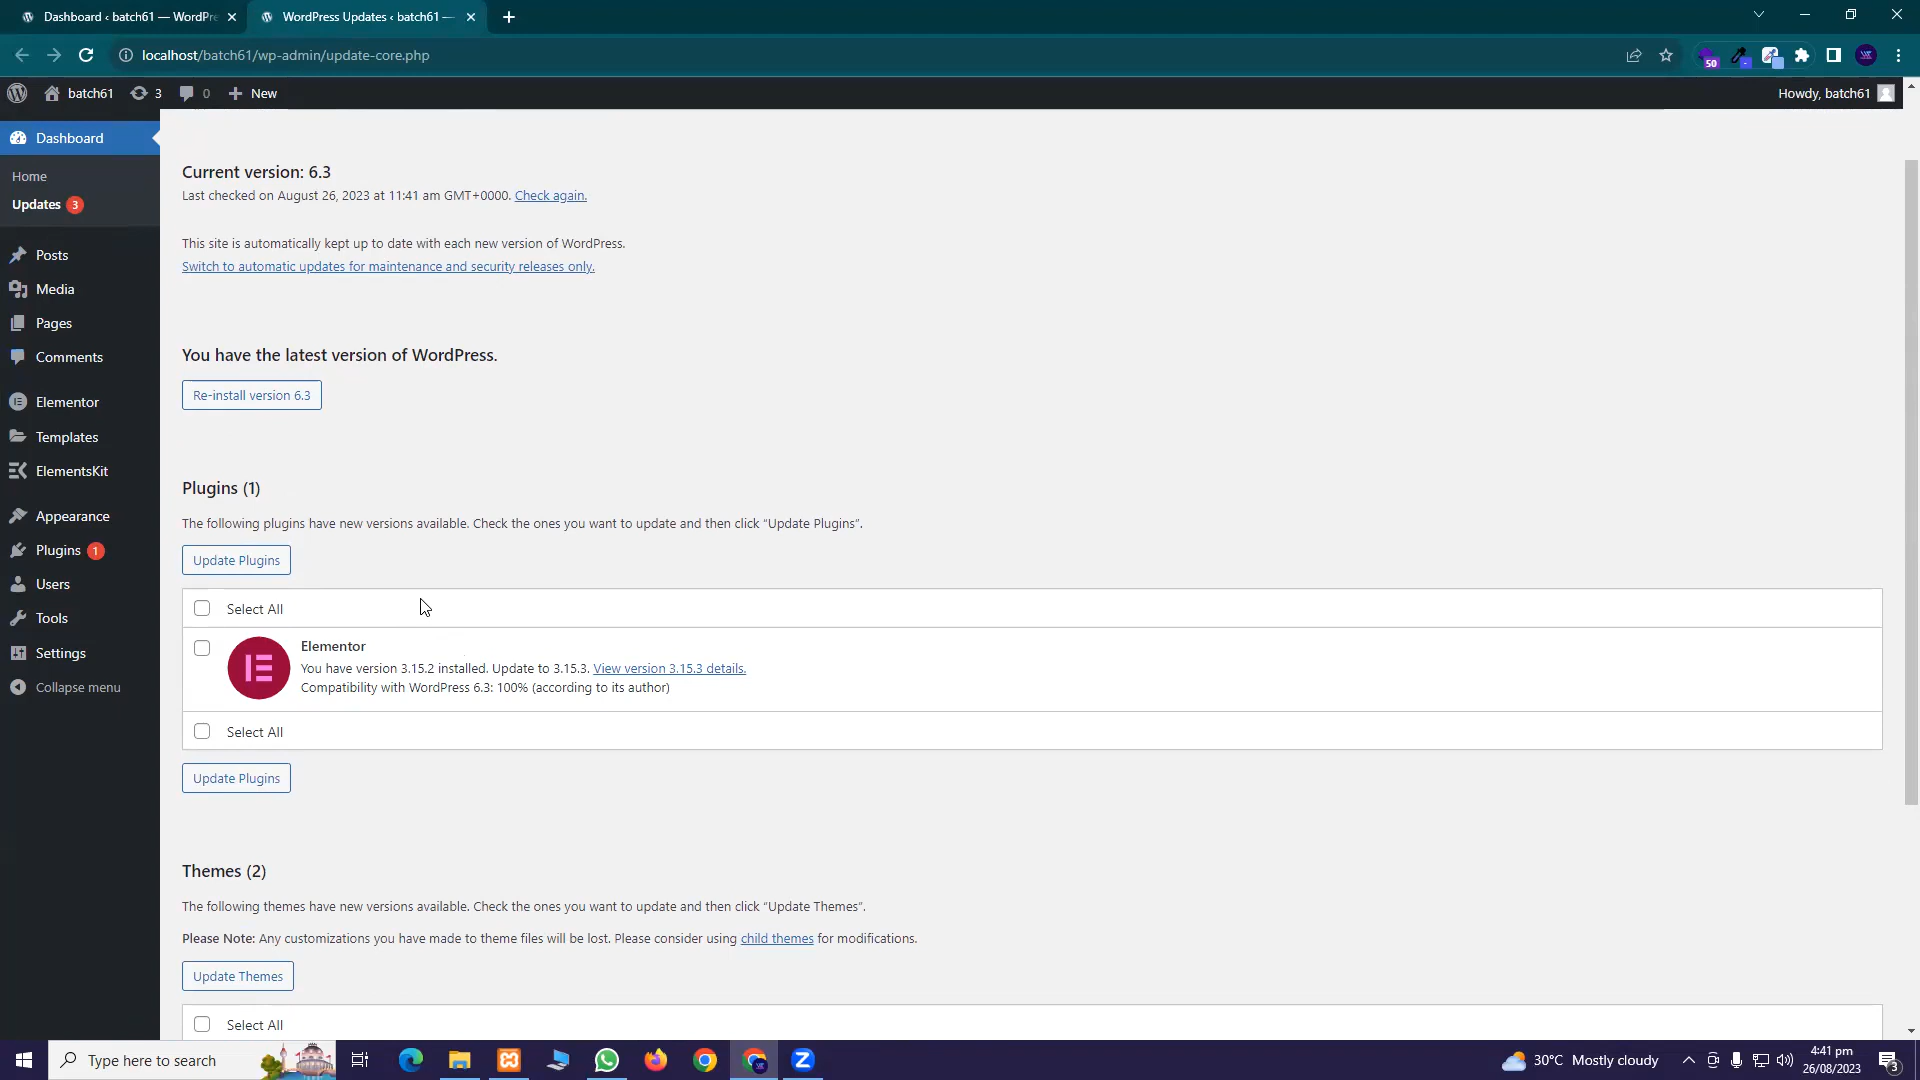 Dashboard ‹ batch61 — WordPre
WordPress Updates ‹ batch61 —
localhost/batch61/wp-admin/update-core.php
50
batch61
3
0
New
Howdy, batch61
Dashboard
Home
Updates 3
Posts
Media
Pages
Comments
Elementor
Templates
ElementsKit
Appearance
Plugins 1
Users
Tools
Settings
Collapse menu
Current version: 6.3
Last checked on August 26, 2023 at 11:41 am GMT+0000. Check again.
This site is automatically kept up to date with each new version of WordPress.
Switch to automatic updates for maintenance and security releases only.
You have the latest version of WordPress.
Re-install version 6.3
Plugins (1)
The following plugins have new versions available. Check the ones you want to update and then click “Update Plugins”.
Update Plugins
Select All
Elementor
You have version 3.15.2 installed. Update to 3.15.3. View version 3.15.3 details.
Compatibility with WordPress 6.3: 100% (according to its author)
Select All
Update Plugins
Themes (2)
The following themes have new versions available. Check the ones you want to update and then click “Update Themes”.
Please Note: Any customizations you have made to theme files will be lost. Please consider using child themes for modifications.
Update Themes
Select All
Type here to search
30°C Mostly cloudy
4:41 pm
26/08/2023
3